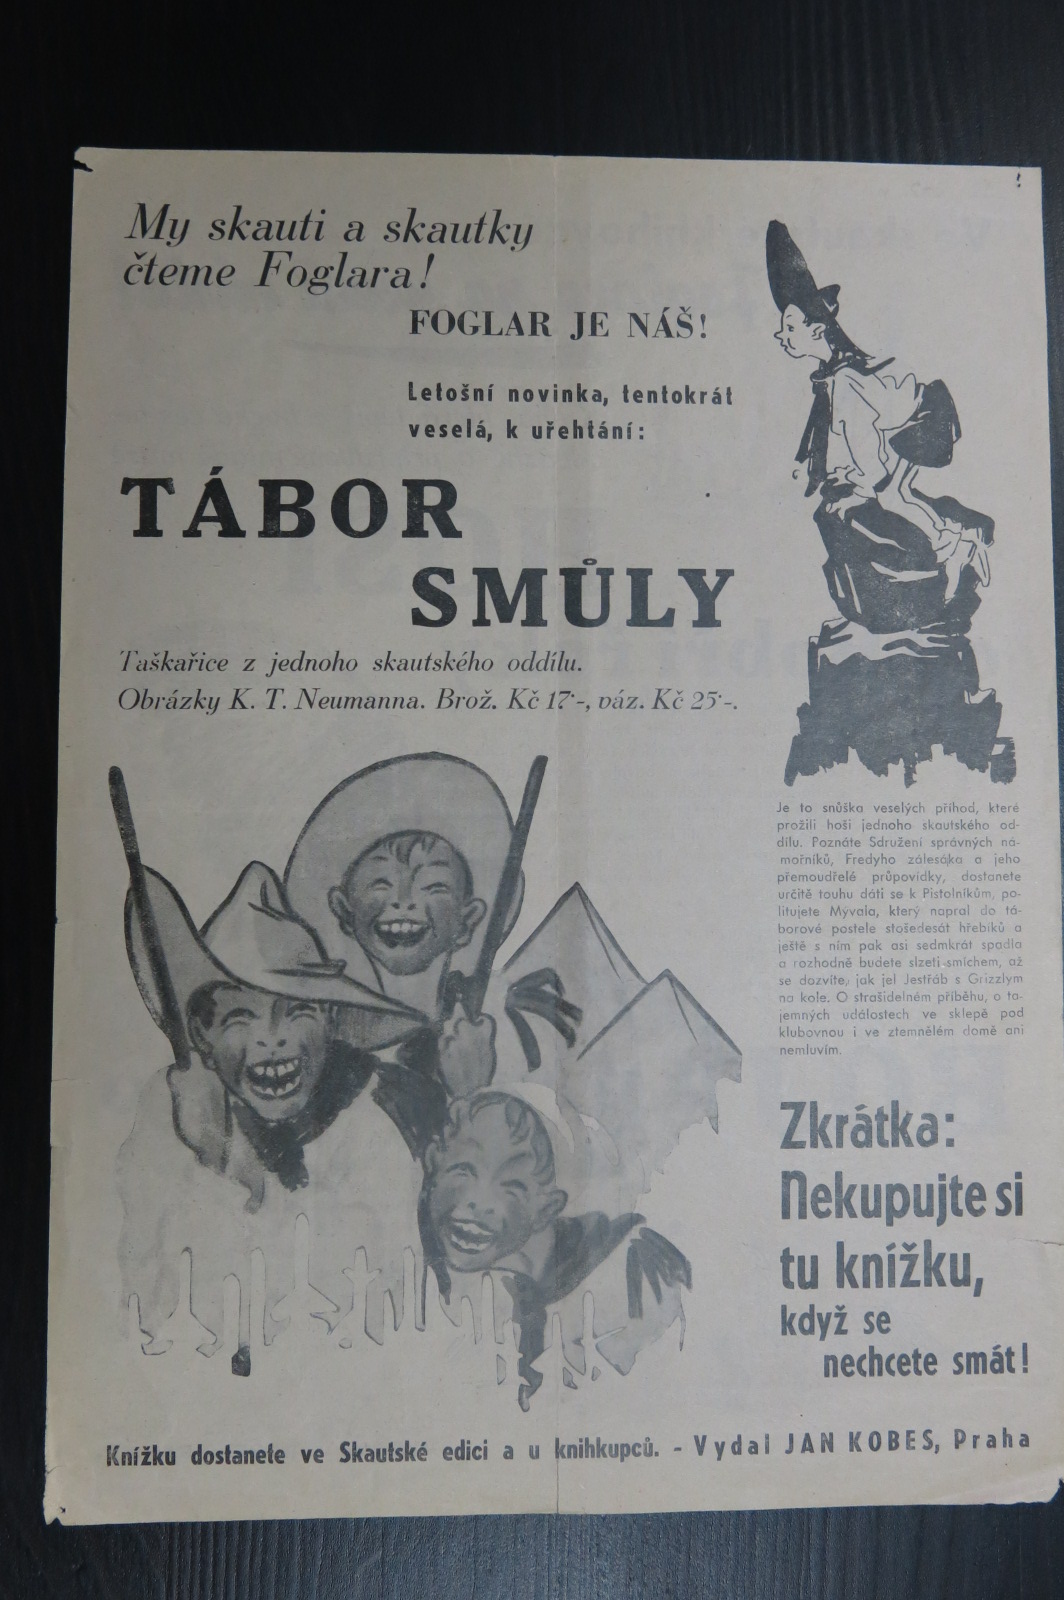 My skauti a skautky
čteme Foglara!
FOGLAR JE NÁŠ!
Letošní novinka, tentokrát
veselá, k uřehtání:
TÁBOR
SMŮLY
Taškařice z jednoho skautského oddílu.
Obrázky K. T. Neumanna. Brož. Kč 17·-, váz. Kč 25·-.
Je to snůška veselých příhod, které
prožili hoši jednoho skautského od-
dílu. Poznáte Sdružení správných ná-
mořníků, Fredyho zálesáka a jeho
přemoudřelé průpovídky, dostanete
určitě touhu dáti se k Pistolníkům, po-
litujete Mývala, který napral do tá-
borové postele stošedesát hřebíků a
ještě s ním pak asi sedmkrát spadla
a rozhodně budete slzeti smíchem, až
se dozvíte, jak jel Jestřáb s Grizzlym
na kole. O strašidelném příběhu, o ta-
jemných událostech ve sklepě pod
klubovnou i ve ztemnělém domě ani
nemluvím.
Zkrátka:
Nekupujte si
tu knížku,
když se
nechcete smát!
Knížku dostanete ve Skautské edici a u knihkupců. - Vydal JAN KOBES, Praha